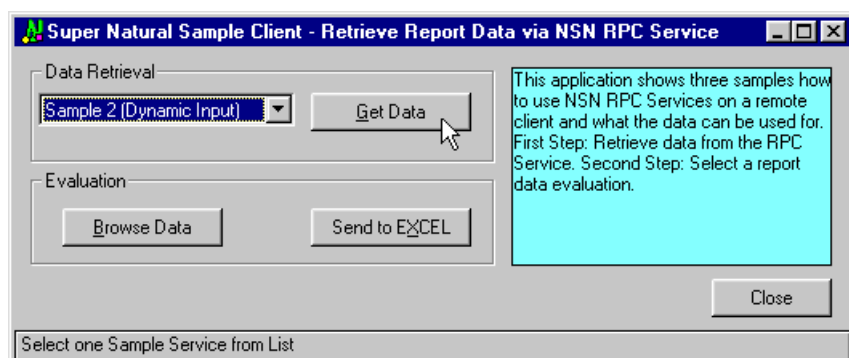 Super Natural Sample Client - Retrieve Report Data via NSN RPC Service
Data Retrieval
Sample 2 (Dynamic Input)
Get Data
This application shows three samples how
to use NSN RPC Services on a remote
client and what the data can be used for.
First Step: Retrieve data from the RPC
Service. Second Step: Select a report
data evaluation.
Evaluation
Browse Data
Send to EXCEL
Close
Select one Sample Service from List